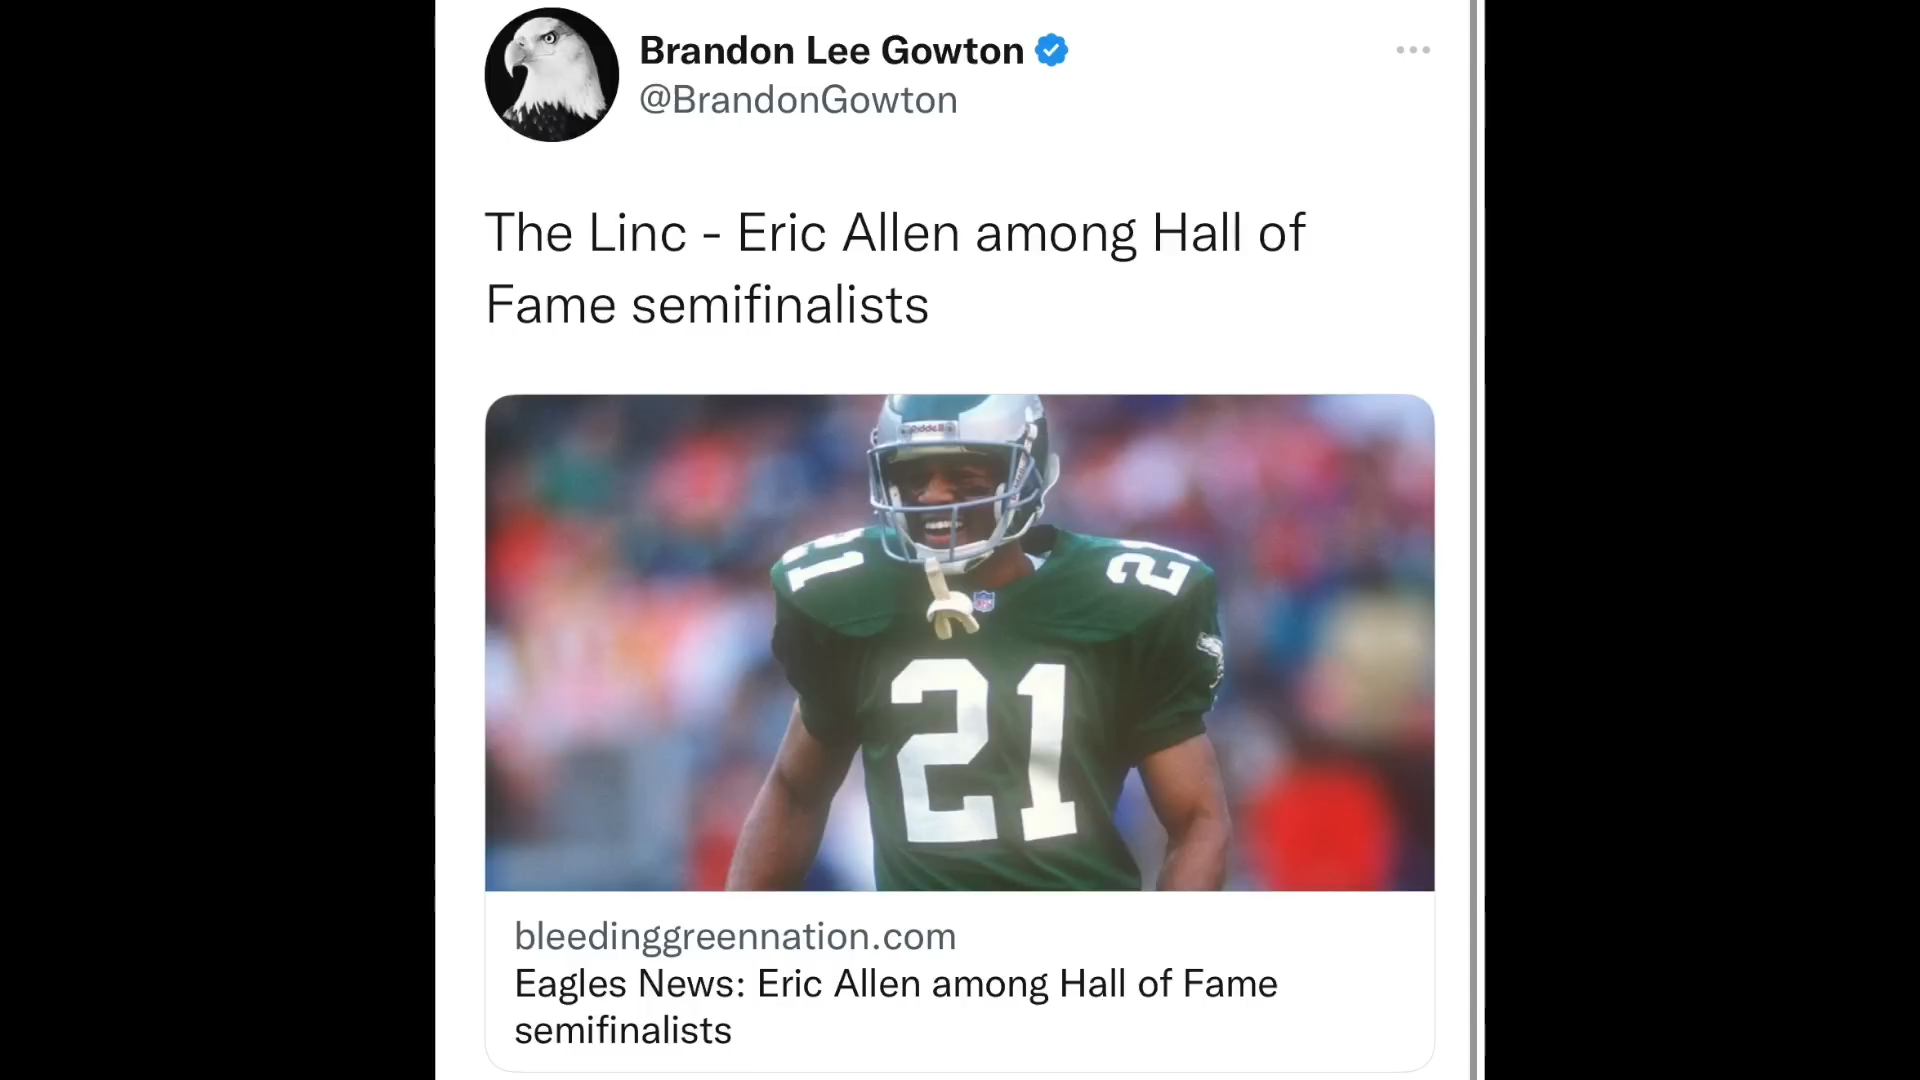 Brandon Lee Gowton
@BrandonGowton
The Linc - Eric Allen among Hall of
Fame semifinalists
Riddell
21
21
21
bleedinggreennation.com
Eagles News: Eric Allen among Hall of Fame
semifinalists